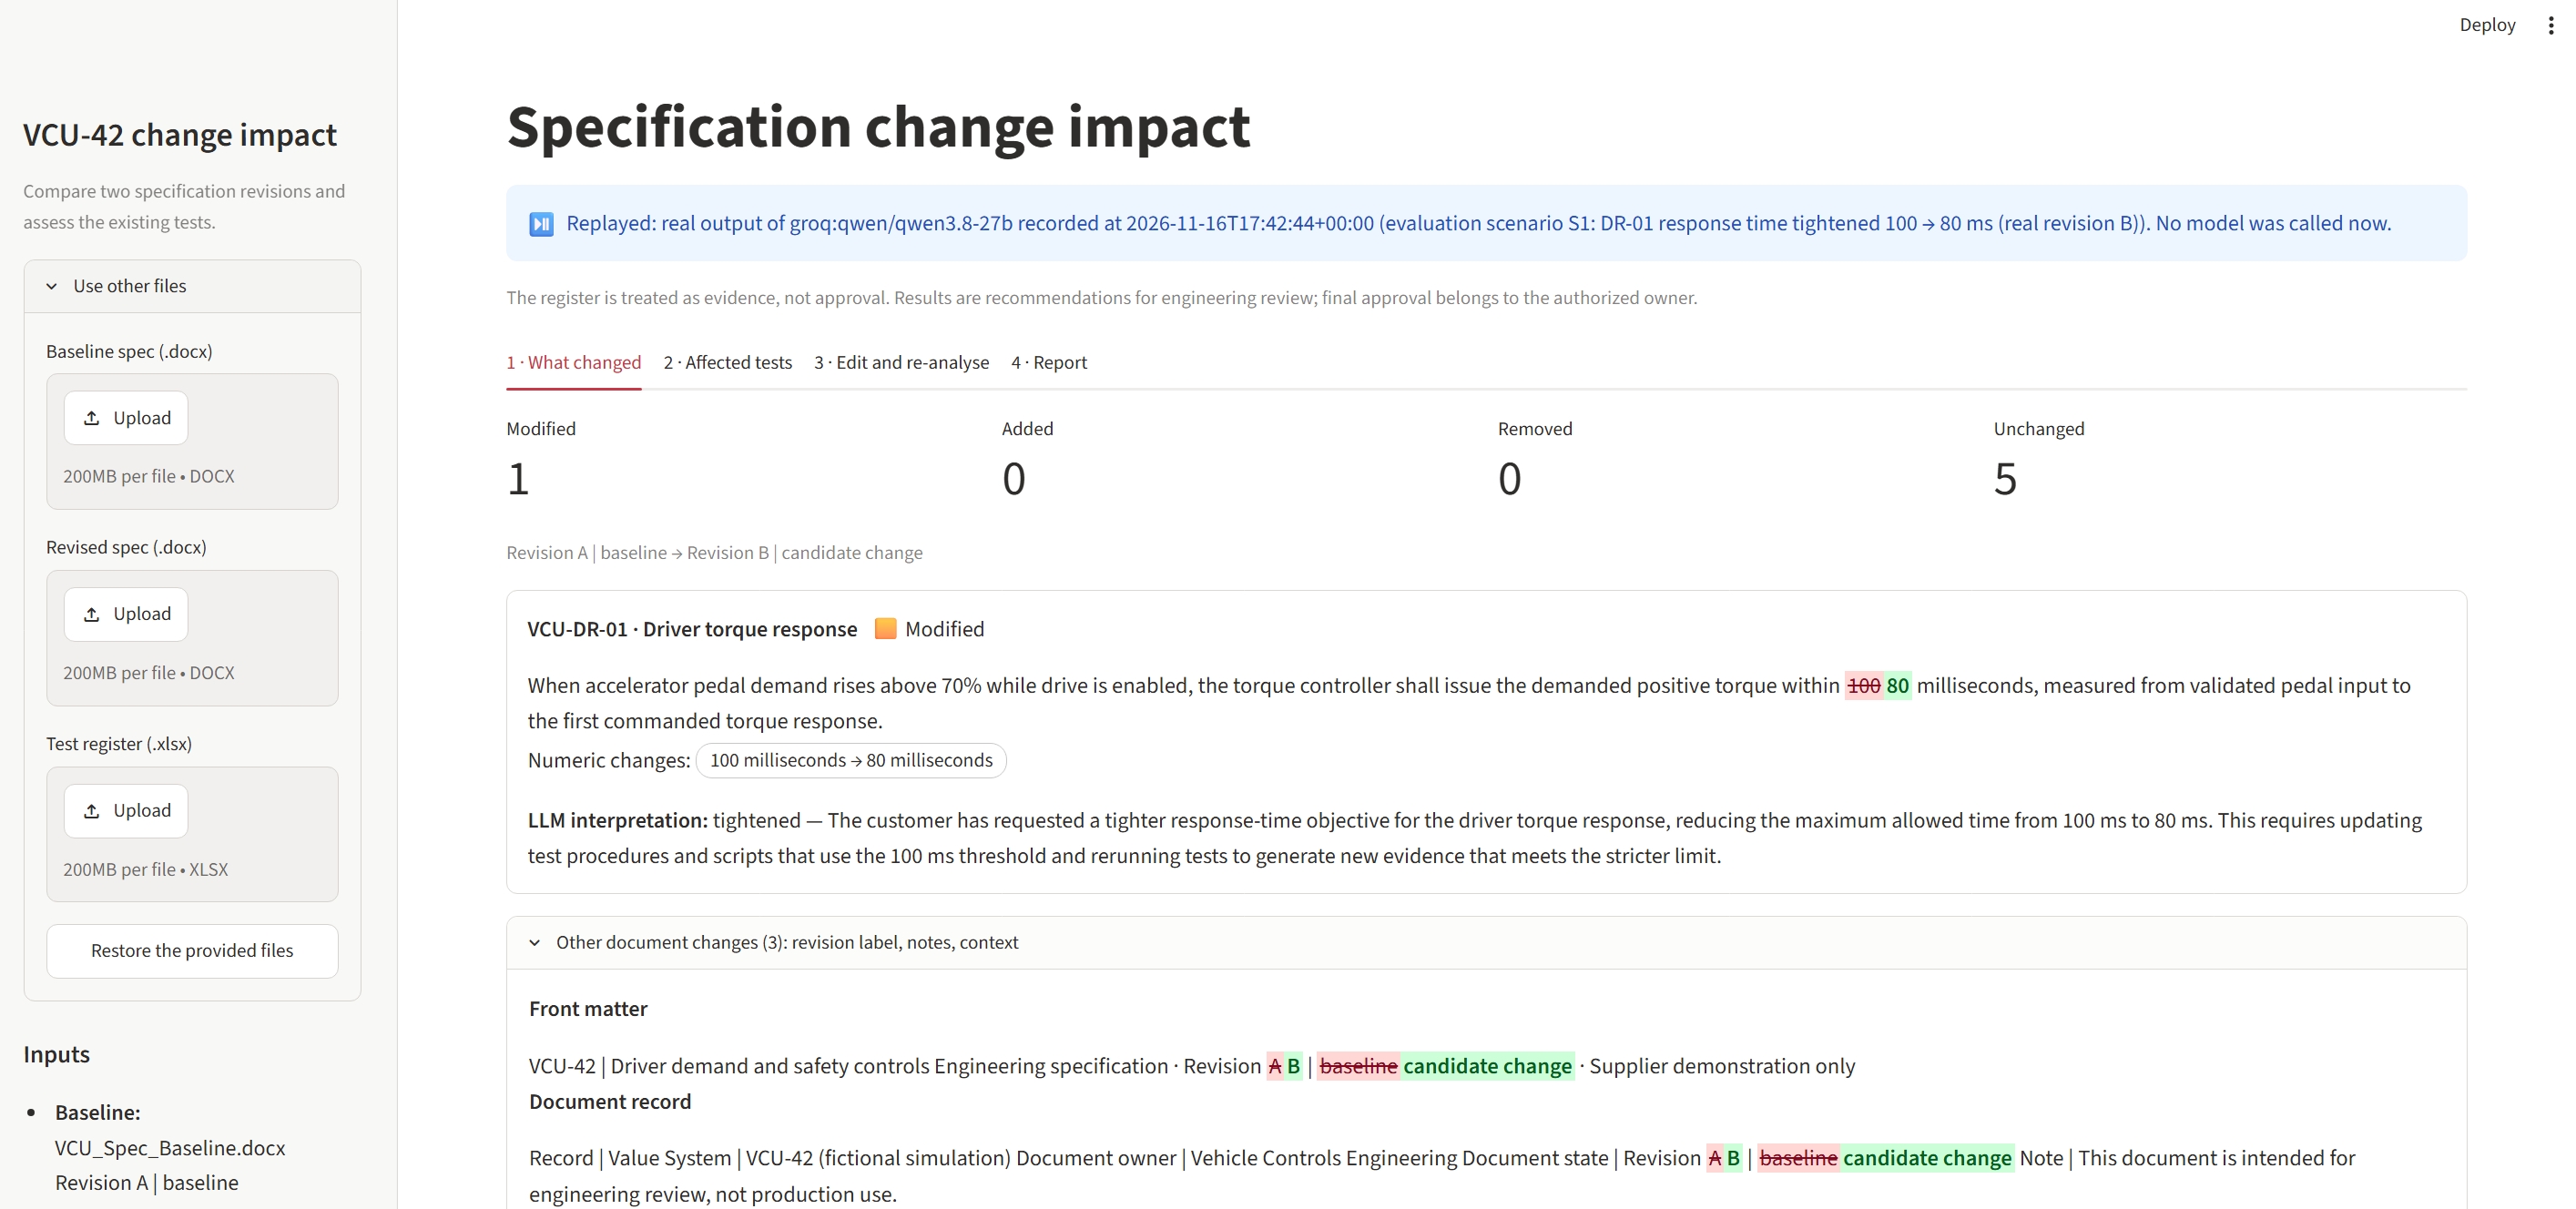 Deploy
VCU-42 change impact
Compare two specification revisions and
assess the existing tests.
Use other files
Baseline spec (.docx)
Upload
200MB per file • DOCX
Revised spec (.docx)
Upload
200MB per file • DOCX
Test register (.xlsx)
Upload
200MB per file • XLSX
Restore the provided files
Inputs
• Baseline:
VCU_Spec_Baseline.docx
Revision A | baseline
Specification change impact
Replayed: real output of groq:qwen/qwen3.8-27b recorded at 2026-11-16T17:42:44+00:00 (evaluation scenario S1: DR-01 response time tightened 100 → 80 ms (real revision B)). No model was called now.
The register is treated as evidence, not approval. Results are recommendations for engineering review; final approval belongs to the authorized owner.
1 · What changed 2 · Affected tests 3 · Edit and re-analyse 4 · Report
Modified Added Removed Unchanged
1 0 0 5
Revision A | baseline → Revision B | candidate change
VCU-DR-01 · Driver torque response Modified
When accelerator pedal demand rises above 70% while drive is enabled, the torque controller shall issue the demanded positive torque within 100 80 milliseconds, measured from validated pedal input to
the first commanded torque response.
Numeric changes: 100 milliseconds → 80 milliseconds
LLM interpretation: tightened — The customer has requested a tighter response-time objective for the driver torque response, reducing the maximum allowed time from 100 ms to 80 ms. This requires updating
test procedures and scripts that use the 100 ms threshold and rerunning tests to generate new evidence that meets the stricter limit.
Other document changes (3): revision label, notes, context
Front matter
VCU-42 | Driver demand and safety controls Engineering specification · Revision A B | baseline candidate change · Supplier demonstration only
Document record
Record | Value System | VCU-42 (fictional simulation) Document owner | Vehicle Controls Engineering Document state | Revision A B | baseline candidate change Note | This document is intended for
engineering review, not production use.